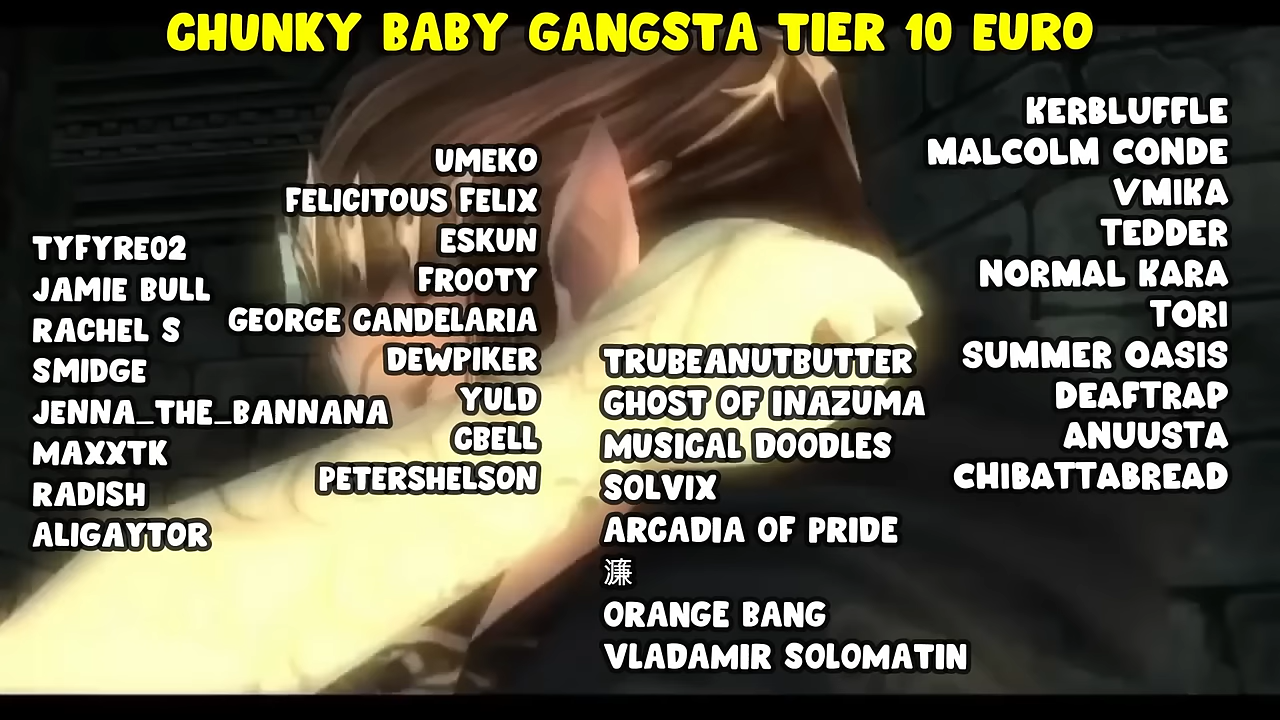 CHUNKY BABY GANGSTA TIER 10 EURO
TYFYRE02
JAMIE BULL
RACHEL S
SMIDGE
JENNA_THE_BANNANA
MAXXTK
RADISH
ALIGAYTOR
UMEKO
FELICITOUS FELIX
ESKUN
FROOTY
GEORGE CANDELARIA
DEWPIKER
YULD
CBELL
PETERSHELSON
TRUBEANUTBUTTER
GHOST OF INAZUMA
MUSICAL DOODLES
SOLVIX
ARCADIA OF PRIDE
濂
ORANGE BANG
VLADAMIR SOLOMATIN
KERBLUFFLE
MALCOLM CONDE
VMIKA
TEDDER
NORMAL KARA
TORI
SUMMER OASIS
DEAFTRAP
ANUUSTA
CHIBATTABREAD